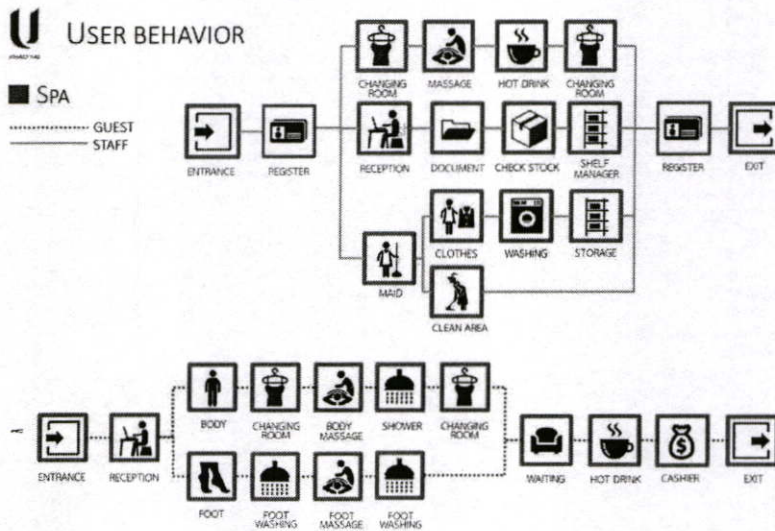 USER BEHAVIOR
SPA
GUEST
STAFF
CHANGING ROOM
MASSAGE
HOT DRINK
CHANGING ROOM
ENTRANCE
REGISTER
RECEPTION
DOCUMENT
CHECK STOCK
SHELF MANAGER
REGISTER
EXIT
MAID
CLOTHES
WASHING
STORAGE
CLEAN AREA
BODY
CHANGING ROOM
BODY MASSAGE
SHOWER
CHANGING ROOM
ENTRANCE
RECEPTION
WAITING
HOT DRINK
CASHIER
EXIT
FOOT
FOOT WASHING
FOOT MASSAGE
FOOT WASHING